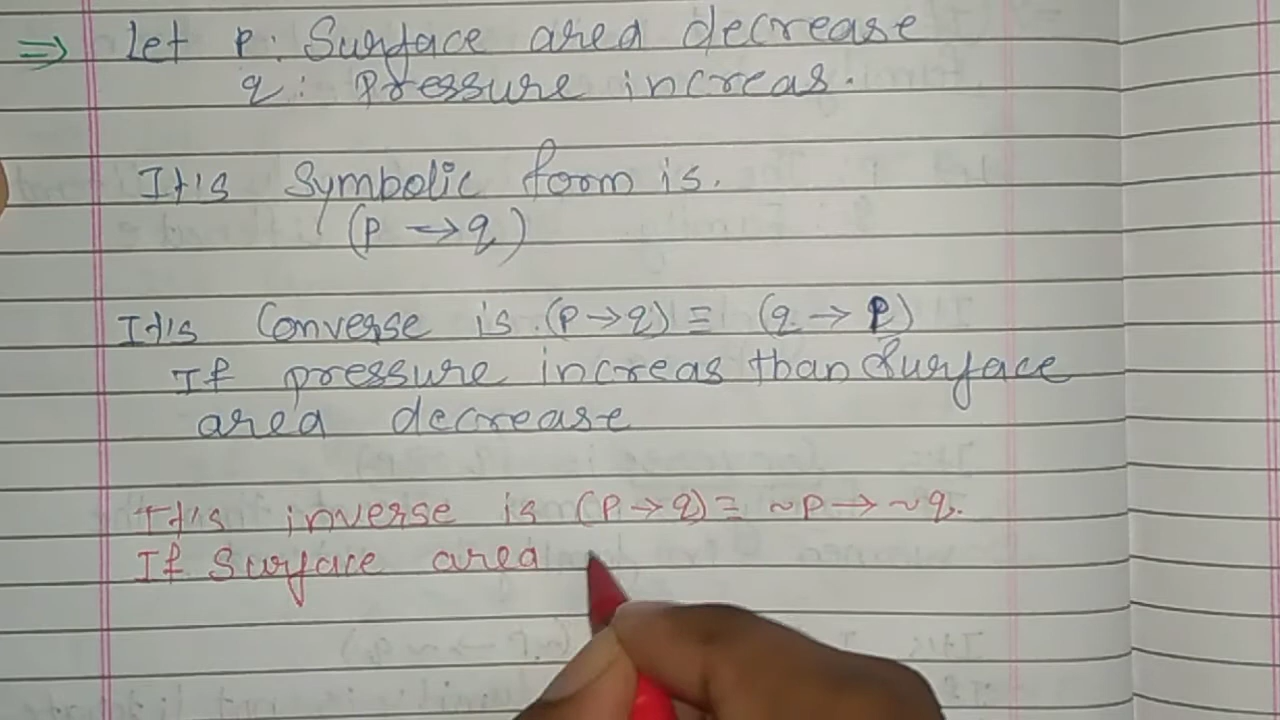 ⇒ Let p: Surface area decrease
q: Pressure increas.
It's Symbolic form is.
(p → q)
It's Converse is (p → q) ≡ (q → p)
If pressure increas than Surface
area decrease
It's inverse is (p → q) = ~p → ~q.
If Surface area